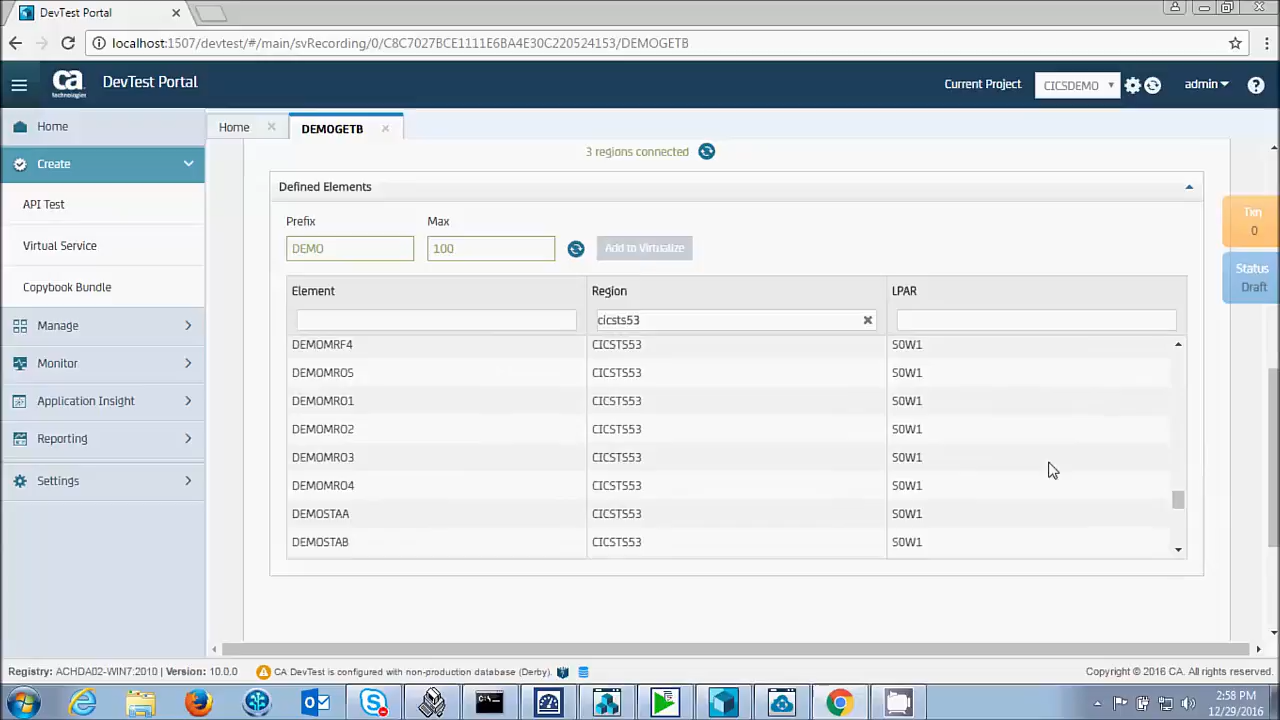 DevTest Portal
localhost:1507/devtest/#/main/svRecording/0/C8C7027BCE1111E6BA4E30C220524153/DEMOGETB
ca
technologies
DevTest Portal
Current Project
CICSDEMO
admin
Home
Home
DEMOGETB
Create
API Test
Virtual Service
Copybook Bundle
Manage
Monitor
Application Insight
Reporting
Settings
3 regions connected
Defined Elements
Prefix
Max
DEMO
100
Add to Virtualize
Element
Region
LPAR
cicsts53
DEMOMRF4 CICSTS53 S0W1
DEMOMRO5 CICSTS53 S0W1
DEMOMRO1 CICSTS53 S0W1
DEMOMRO2 CICSTS53 S0W1
DEMOMRO3 CICSTS53 S0W1
DEMOMRO4 CICSTS53 S0W1
DEMOSTAA CICSTS53 S0W1
DEMOSTAB CICSTS53 S0W1
Txn
0
Status
Draft
Registry: ACHDA02-WIN7:2010 | Version: 10.0.0
CA DevTest is configured with non-production database (Derby).
Copyright © 2016 CA. All rights reserved.
2:58 PM
12/29/2016